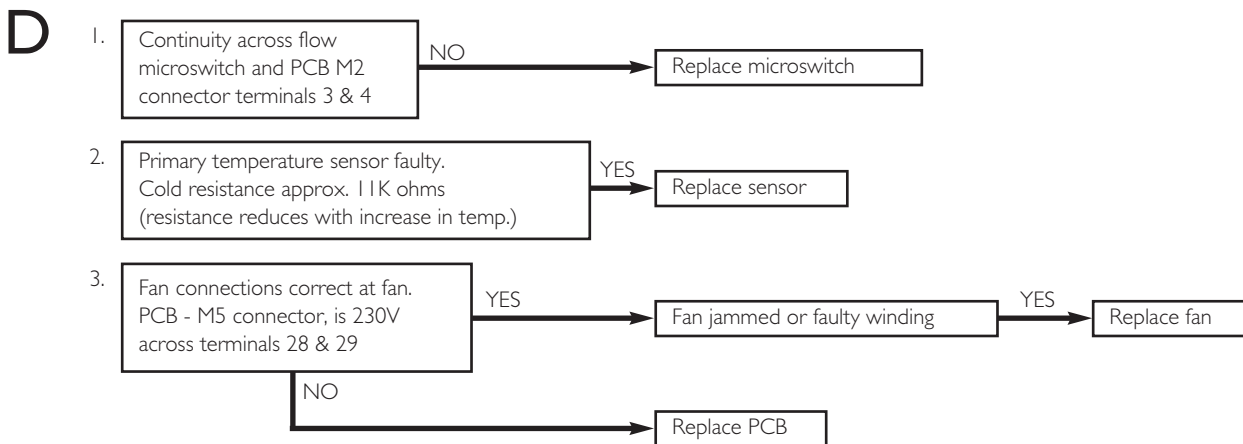 D
1.
Continuity across flow
microswitch and PCB M2
connector terminals 3 & 4
NO
Replace microswitch
2.
Primary temperature sensor faulty.
Cold resistance approx. 11K ohms
(resistance reduces with increase in temp.)
YES
Replace sensor
3.
Fan connections correct at fan.
PCB - M5 connector, is 230V
across terminals 28 & 29
YES
Fan jammed or faulty winding
YES
Replace fan
NO
Replace PCB